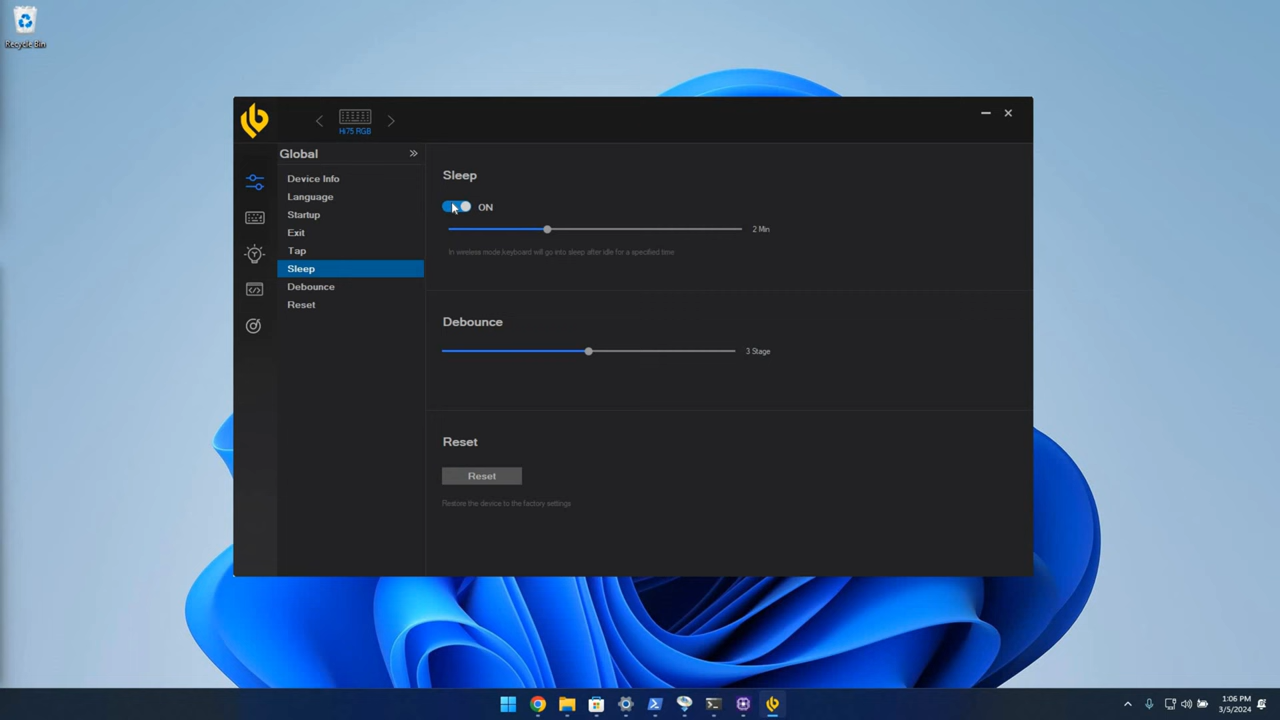 Recycle Bin
Hi75 RGB
Global
Device Info
Language
Startup
Exit
Tap
Sleep
Debounce
Reset
Sleep
ON
2 Min
In wireless mode,keyboard will go into sleep after idle for a specified time
Debounce
3 Stage
Reset
Reset
Restore the device to the factory settings
1:06 PM
3/5/2024